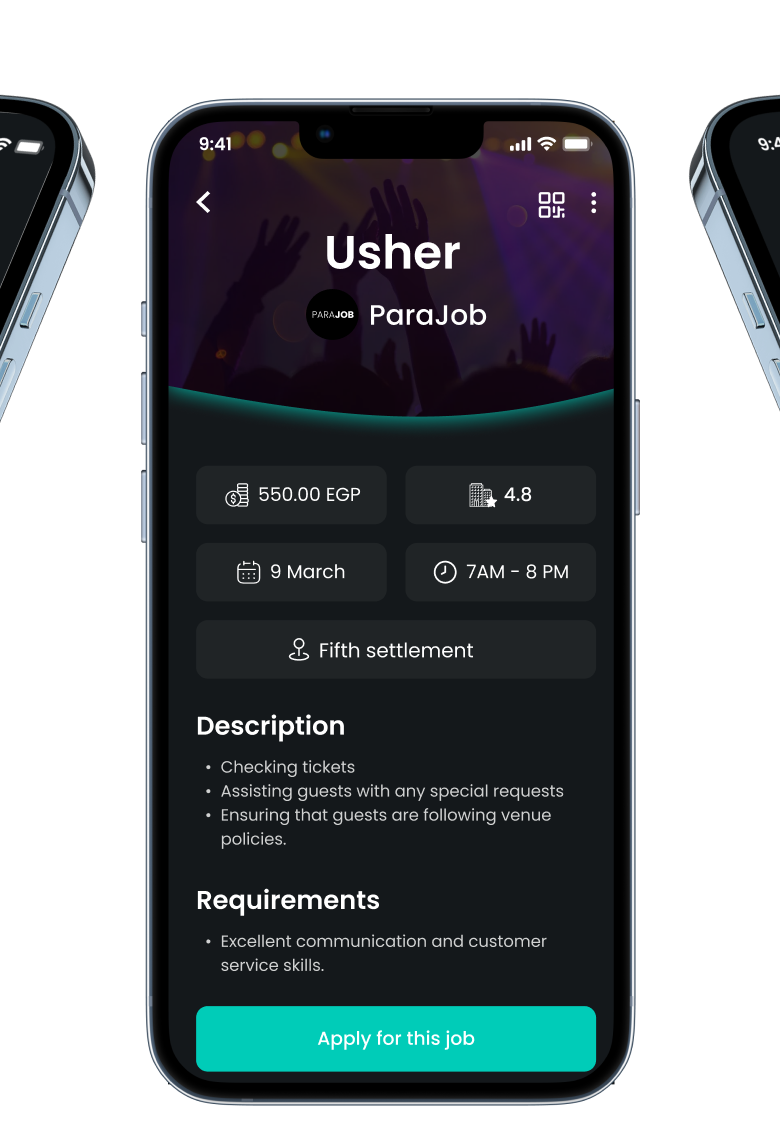 9:41
9:4
Usher
PARAJOB
ParaJob
550.00 EGP
4.8
9 March
7AM - 8 PM
Fifth settlement
Description
• Checking tickets
• Assisting guests with any special requests
• Ensuring that guests are following venue
policies.
Requirements
• Excellent communication and customer
service skills.
Apply for this job